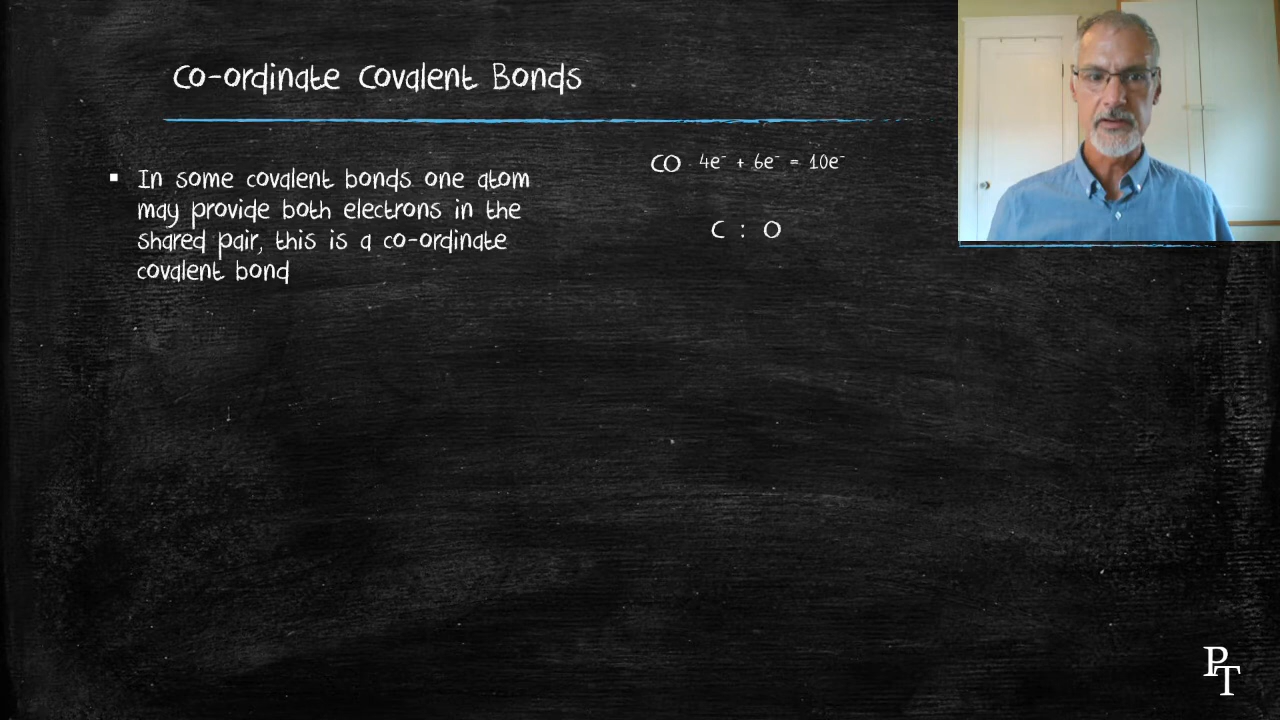 Co-ordinate Covalent Bonds
▪ In some covalent bonds one atom
may provide both electrons in the
shared pair, this is a co-ordinate
covalent bond
CO 4e⁻ + 6e⁻ = 10e⁻
C : O
PT